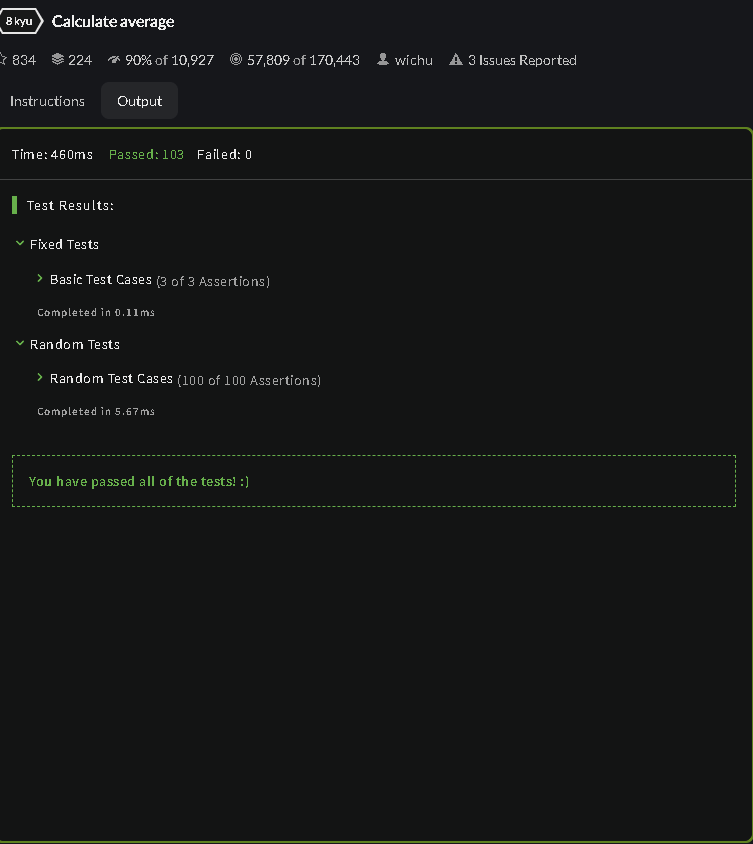 8 kyu Calculate average
834 224 90% of 10,927 57,809 of 170,443 wichu 3 Issues Reported
Instructions Output
Time: 460ms Passed: 103 Failed: 0
Test Results:
Fixed Tests
Basic Test Cases (3 of 3 Assertions)
Completed in 0.11ms
Random Tests
Random Test Cases (100 of 100 Assertions)
Completed in 5.67ms
You have passed all of the tests! :)